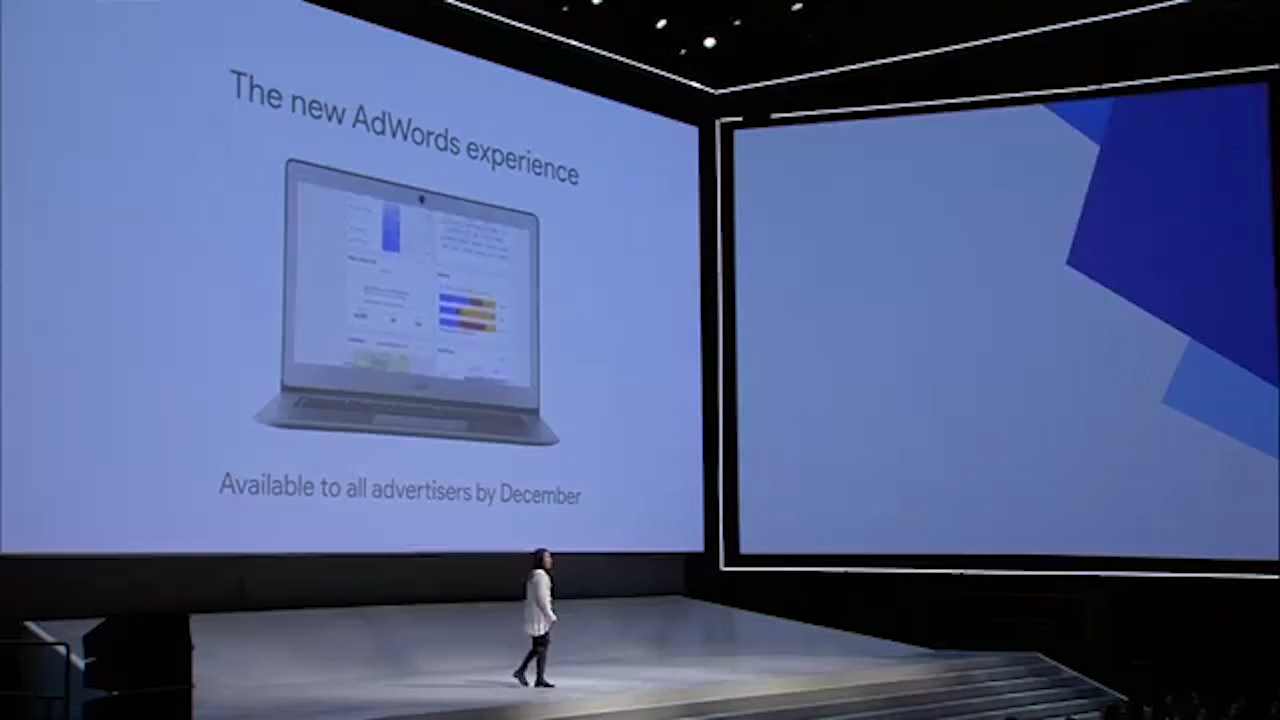 The new AdWords experience
Available to all advertisers by December